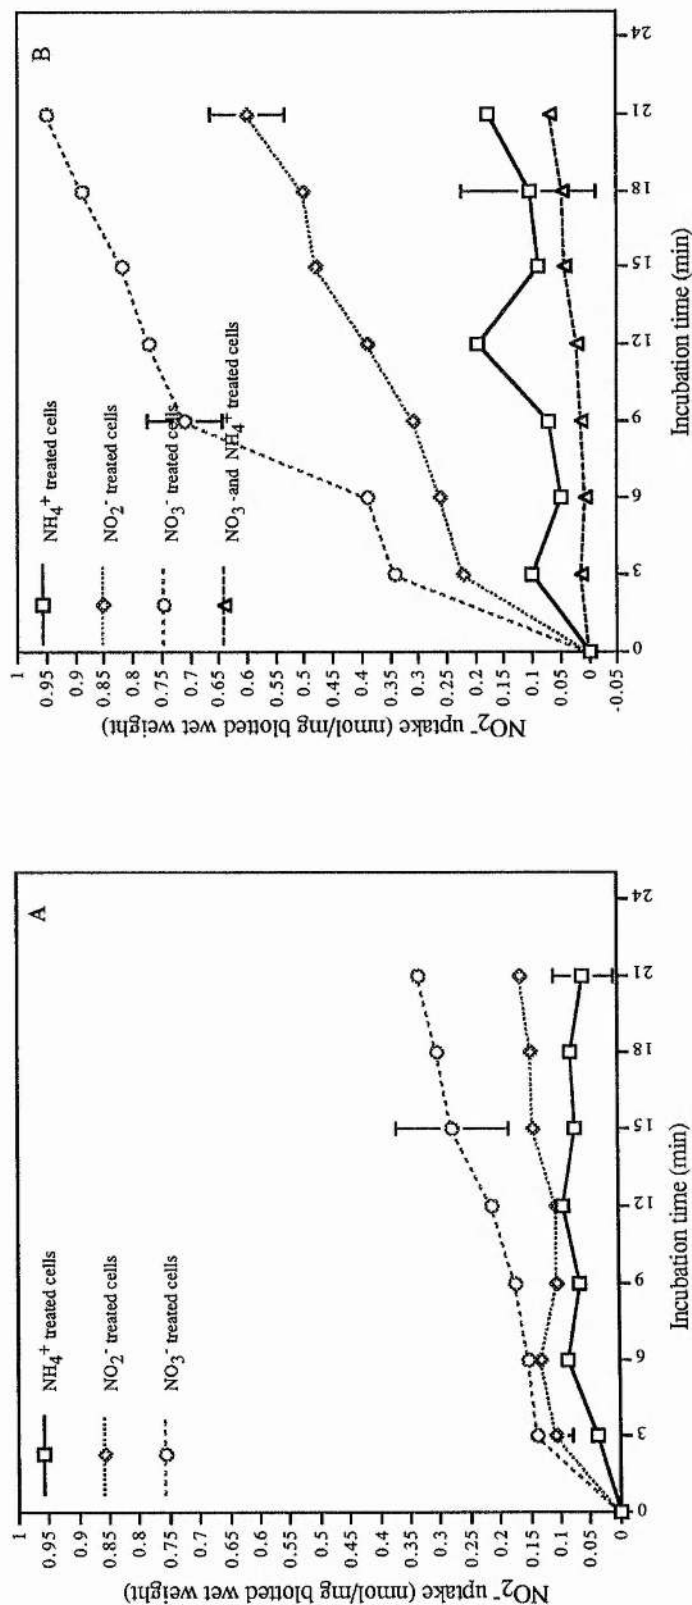 A
NH4+ treated cells
NO2- treated cells
NO3- treated cells
NO2- uptake (nmol/mg blotted wet weight)
1
0.95
0.9
0.85
0.8
0.75
0.7
0.65
0.6
0.55
0.5
0.45
0.4
0.35
0.3
0.25
0.2
0.15
0.1
0.05
0
0 3 6 9 12 15 18 21 24
Incubation time (min)
B
NH4+ treated cells
NO2- treated cells
NO3- treated cells
NO3 -and NH4+ treated cells
NO2- uptake (nmol/mg blotted wet weight)
1
0.95
0.9
0.85
0.8
0.75
0.7
0.65
0.6
0.55
0.5
0.45
0.4
0.35
0.3
0.25
0.2
0.15
0.1
0.05
0
-0.05
0 3 6 9 12 15 18 21 24
Incubation time (min)